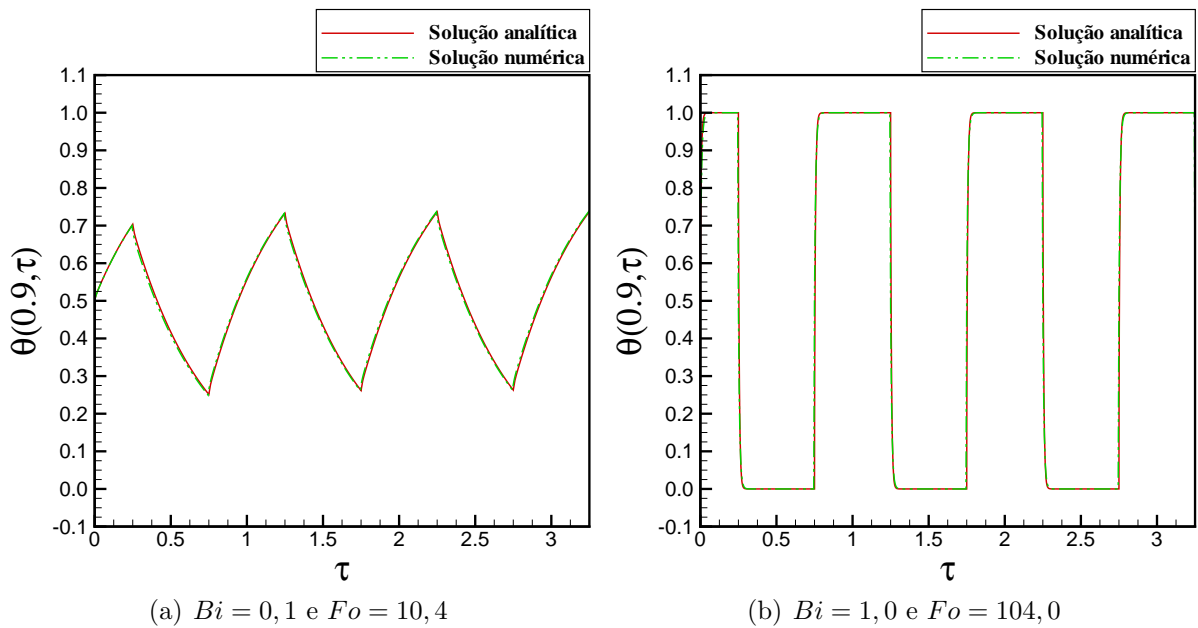 Solução analítica
Solução numérica
1.1
1.0
0.9
0.8
0.7
0.6
0.5
0.4
0.3
0.2
0.1
0.0
-0.1
θ(0.9,τ)
0 0.5 1 1.5 2 2.5 3
τ
(a) Bi = 0,1 e Fo = 10,4
Solução analítica
Solução numérica
1.1
1.0
0.9
0.8
0.7
0.6
0.5
0.4
0.3
0.2
0.1
0.0
-0.1
θ(0.9,τ)
0 0.5 1 1.5 2 2.5 3
τ
(b) Bi = 1,0 e Fo = 104,0